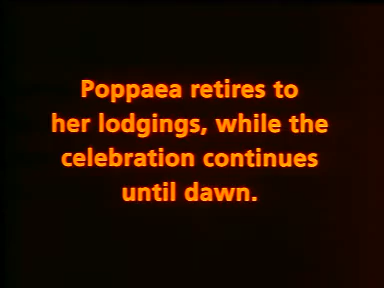 Poppaea retires to
her lodgings, while the
celebration continues
until dawn.